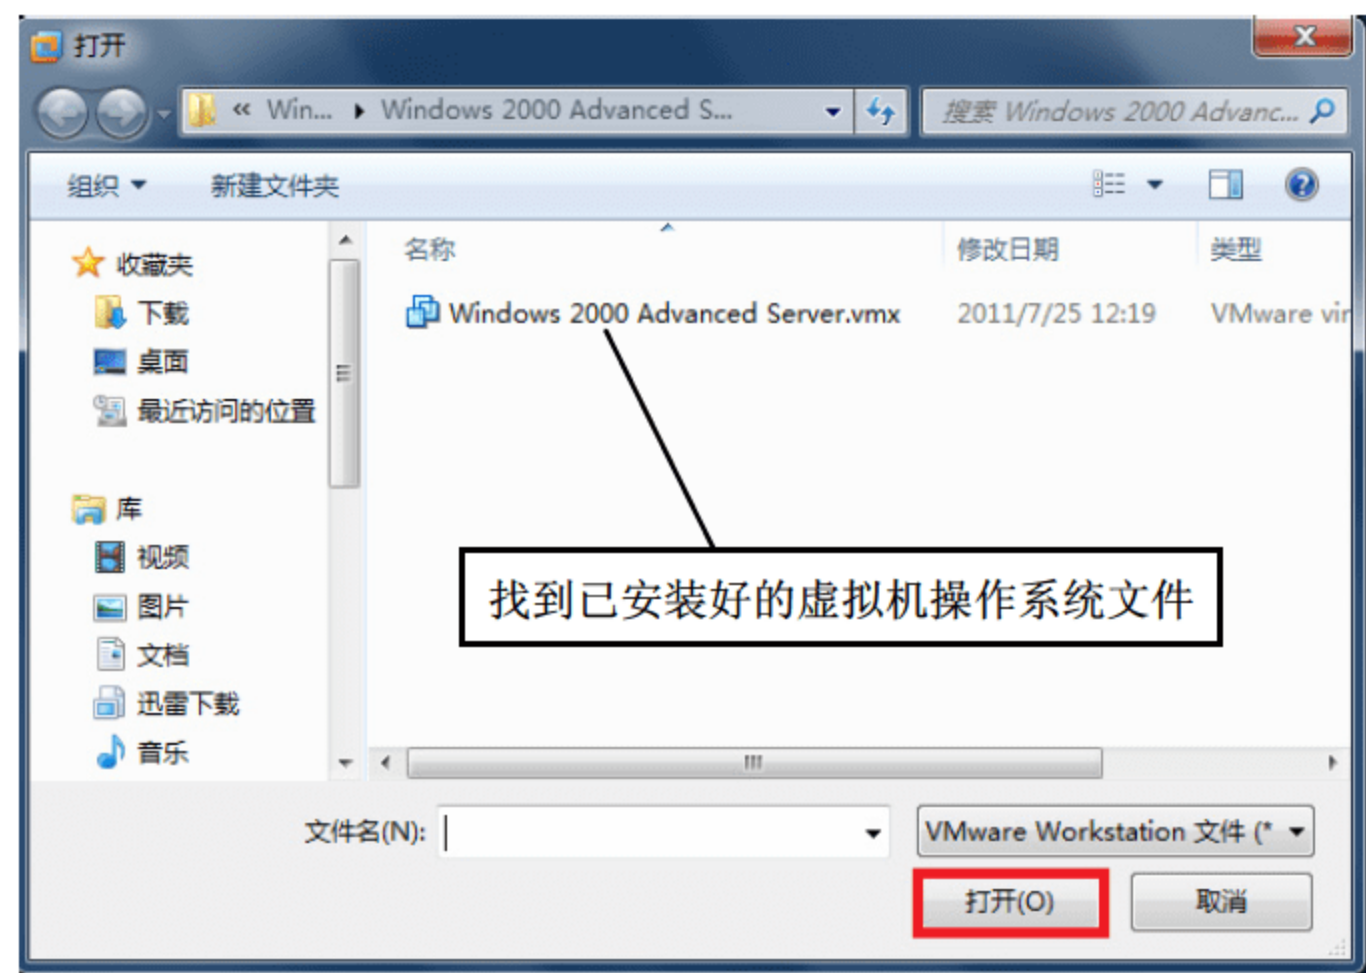 打开
« Win... ▸ Windows 2000 Advanced S...
搜索 Windows 2000 Advanc...
组织
新建文件夹
名称
修改日期
类型
收藏夹
下载
桌面
最近访问的位置
库
视频
图片
文档
迅雷下载
音乐
Windows 2000 Advanced Server.vmx
2011/7/25 12:19
VMware vir
找到已安装好的虚拟机操作系统文件
文件名(N):
VMware Workstation 文件 (*
打开(O)
取消